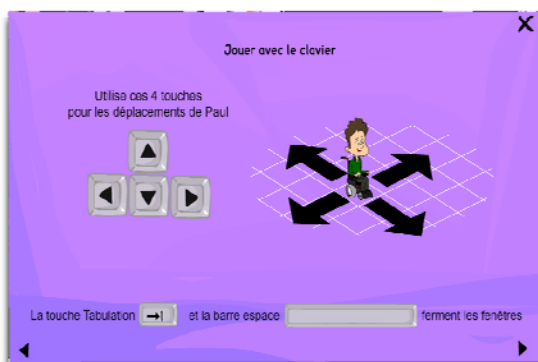 Jouer avec le clavier
Utilise ces 4 touches
pour les déplacements de Paul
La touche Tabulation et la barre espace ferment les fenêtres